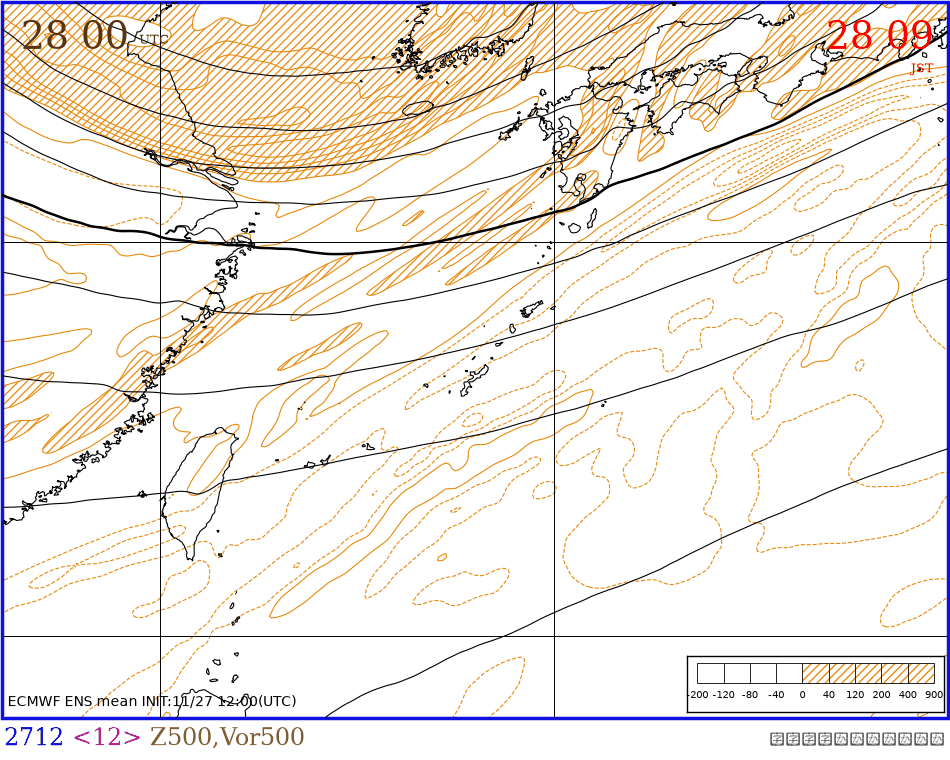 28 00 UTC
28 09
JST
-200 -120 -80 -40 0 40 120 200 400 900
ECMWF ENS mean INIT:11/27 12:00(UTC)
2712 <12> Z500,Vor500